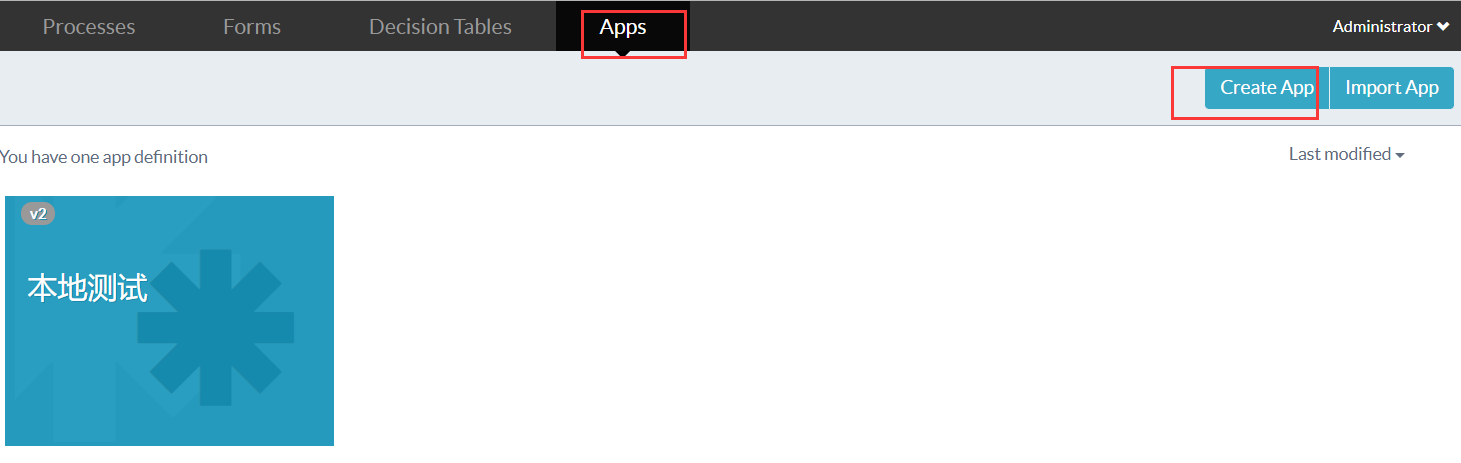 Processes Forms Decision Tables Apps Administrator
Create App Import App
You have one app definition Last modified
v2
本地测试